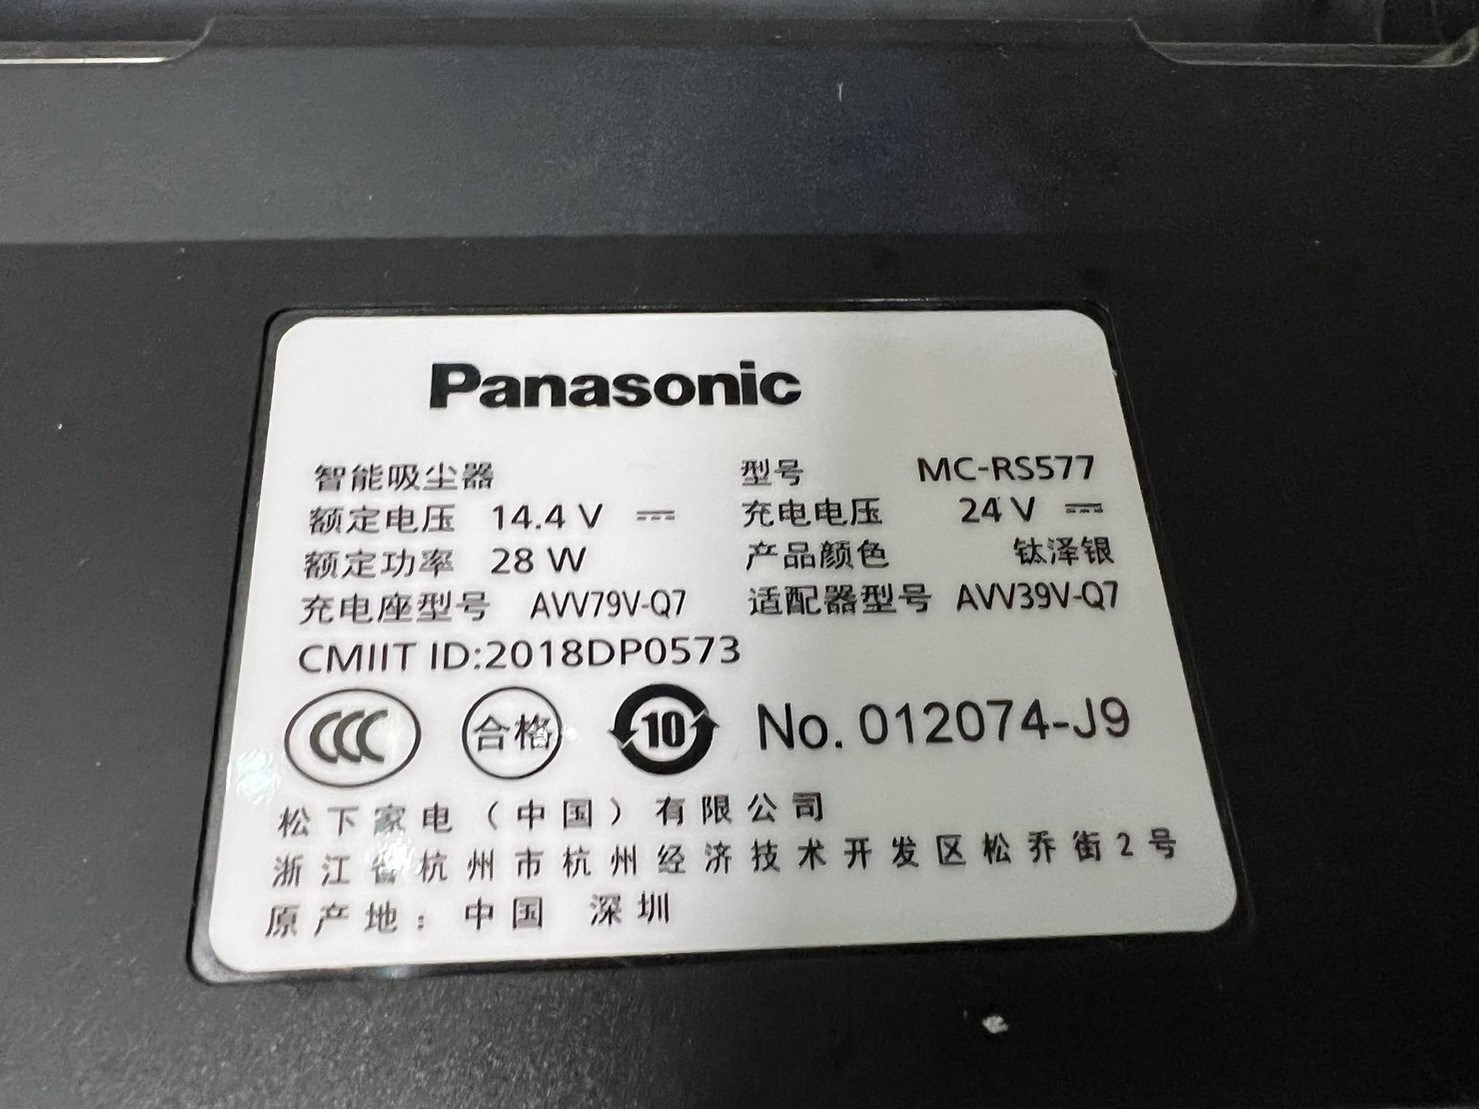 Panasonic
智能吸尘器 型号 MC-RS577
额定电压 14.4 V ⎓ 充电电压 24 V ⎓
额定功率 28 W 产品颜色 钛泽银
充电座型号 AVV79V-Q7 适配器型号 AVV39V-Q7
CMIIT ID:2018DP0573
CCC 合格 10 No. 012074-J9
松下家电（中国）有限公司
浙江省杭州市杭州经济技术开发区松乔街2号
原产地：中国 深圳